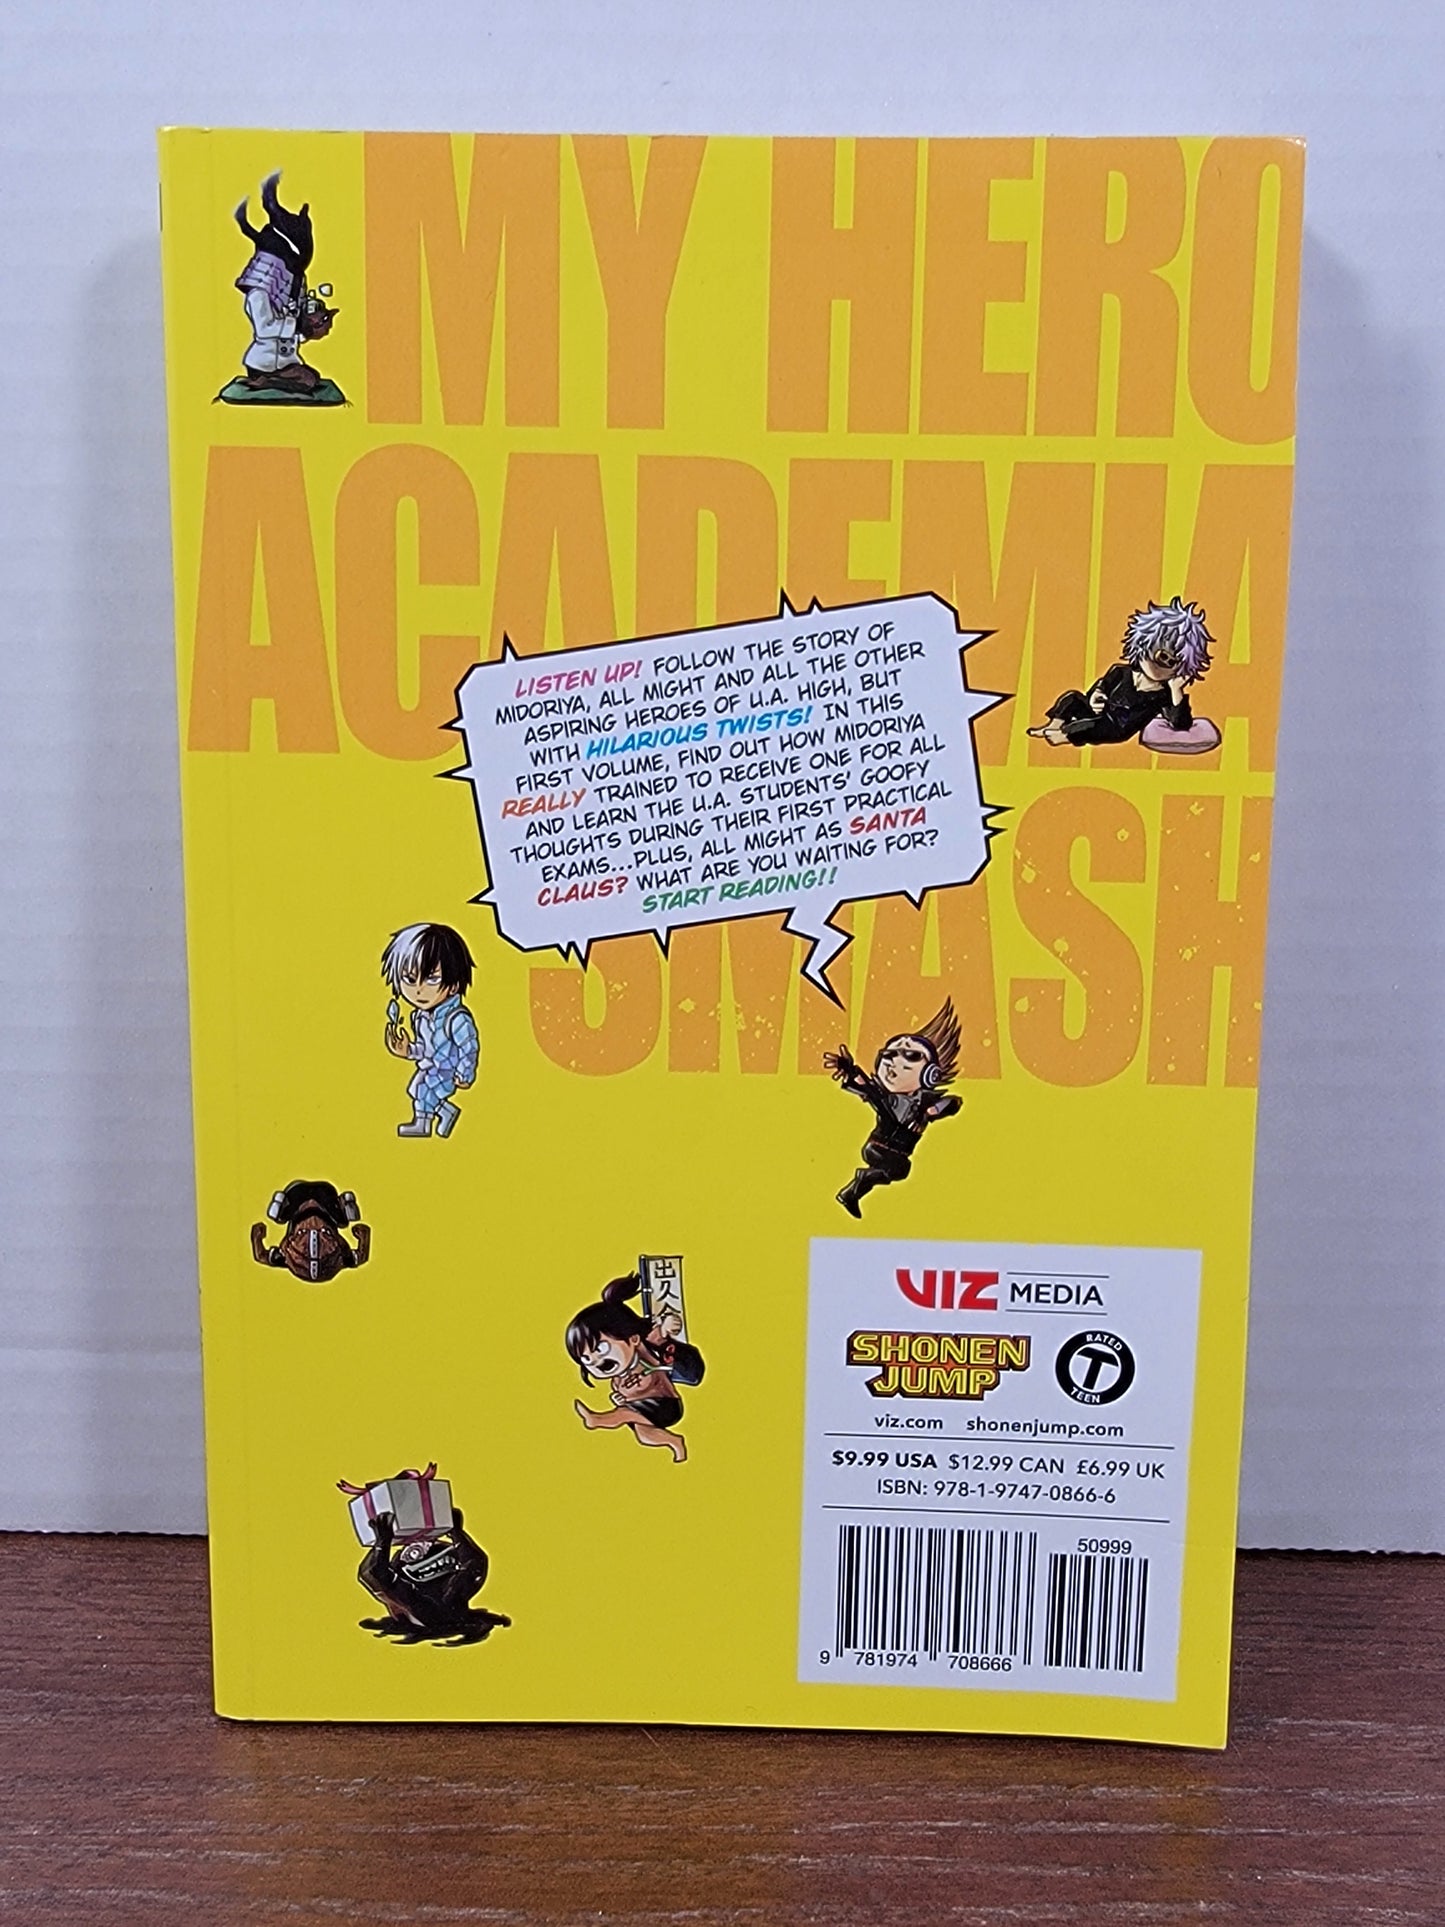 MY HERO
ACADEMIA
SMASH
LISTEN UP! FOLLOW THE STORY OF
MIDORIYA, ALL MIGHT AND ALL THE OTHER
ASPIRING HEROES OF U.A. HIGH, BUT
WITH HILARIOUS TWISTS! IN THIS
FIRST VOLUME, FIND OUT HOW MIDORIYA
REALLY TRAINED TO RECEIVE ONE FOR ALL
AND LEARN THE U.A. STUDENTS' GOOFY
THOUGHTS DURING THEIR FIRST PRACTICAL
EXAMS...PLUS, ALL MIGHT AS SANTA
CLAUS? WHAT ARE YOU WAITING FOR?
START READING!!
出久命
VIZ MEDIA
SHONEN
JUMP
RATED
T
TEEN
viz.com shonenjump.com
$9.99 USA $12.99 CAN £6.99 UK
ISBN: 978-1-9747-0866-6
50999
9 781974 708666